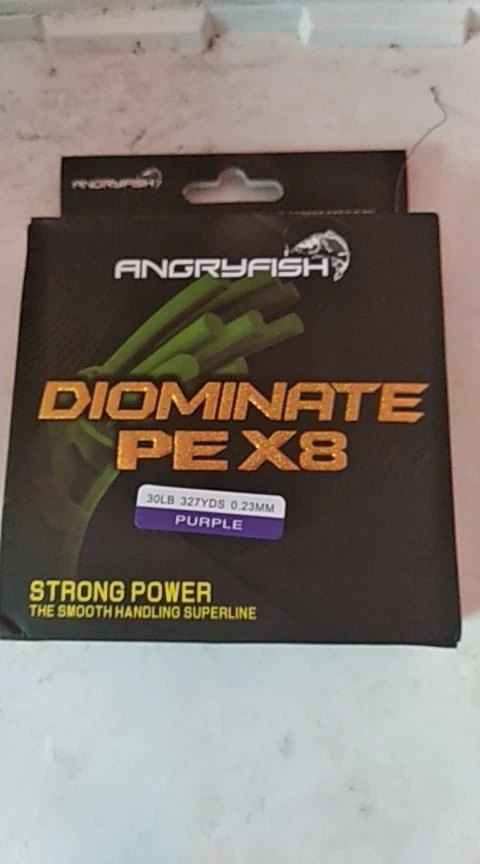 ANGRYFISH
ANGRYFISH
DIOMINATE
PE X8
30LB 327YDS 0.23MM
PURPLE
STRONG POWER
THE SMOOTH HANDLING SUPERLINE